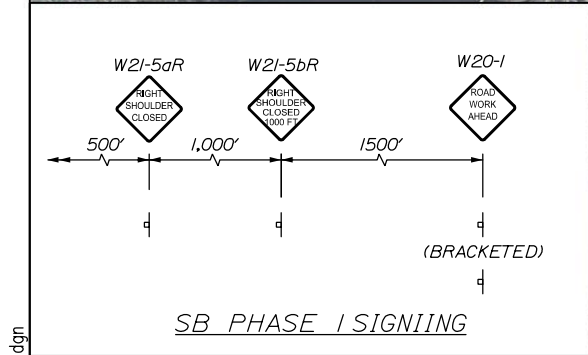 W21-5aR
W21-5bR
W20-1
RIGHT
SHOULDER
CLOSED
RIGHT
SHOULDER
CLOSED
1000 FT
ROAD
WORK
AHEAD
500'
1,000'
1500'
(BRACKETED)
SB PHASE 1 SIGNIING
dgn